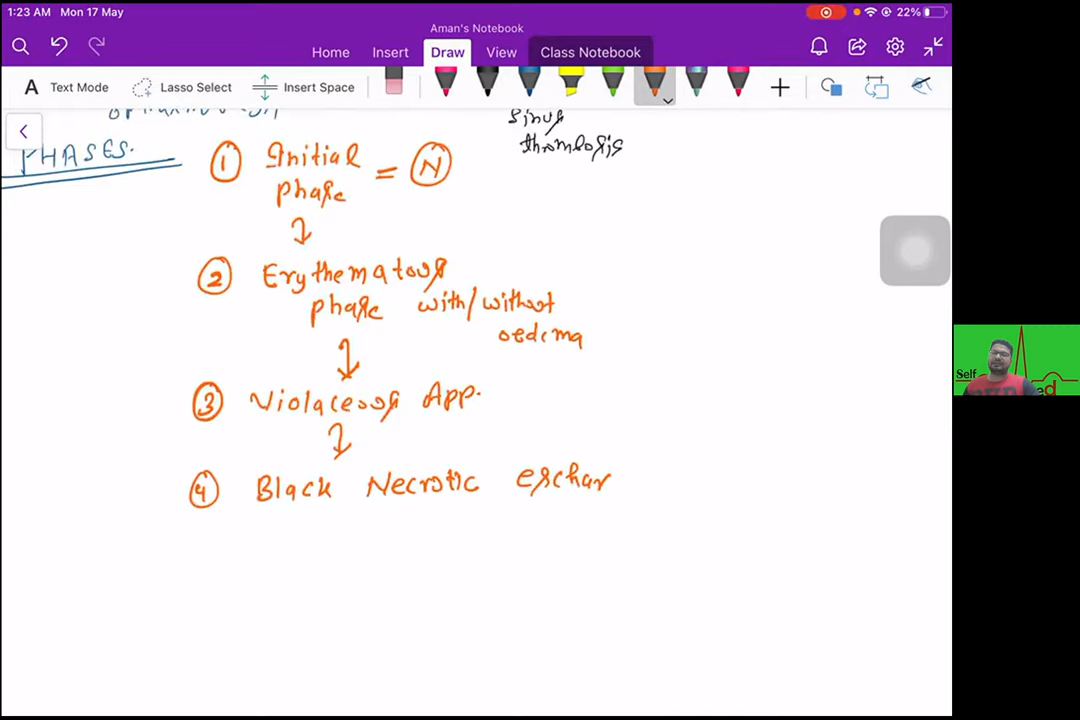 1:23 AM Mon 17 May
22%
Aman's Notebook
Home Insert Draw View Class Notebook
A Text Mode Lasso Select Insert Space
sinus
thrombosis
PHASES.
① Initial = N
phase
② Erythematous
phase with/without
oedema
③ Violaceous App.
④ Black Necrotic eschar
Self
ed